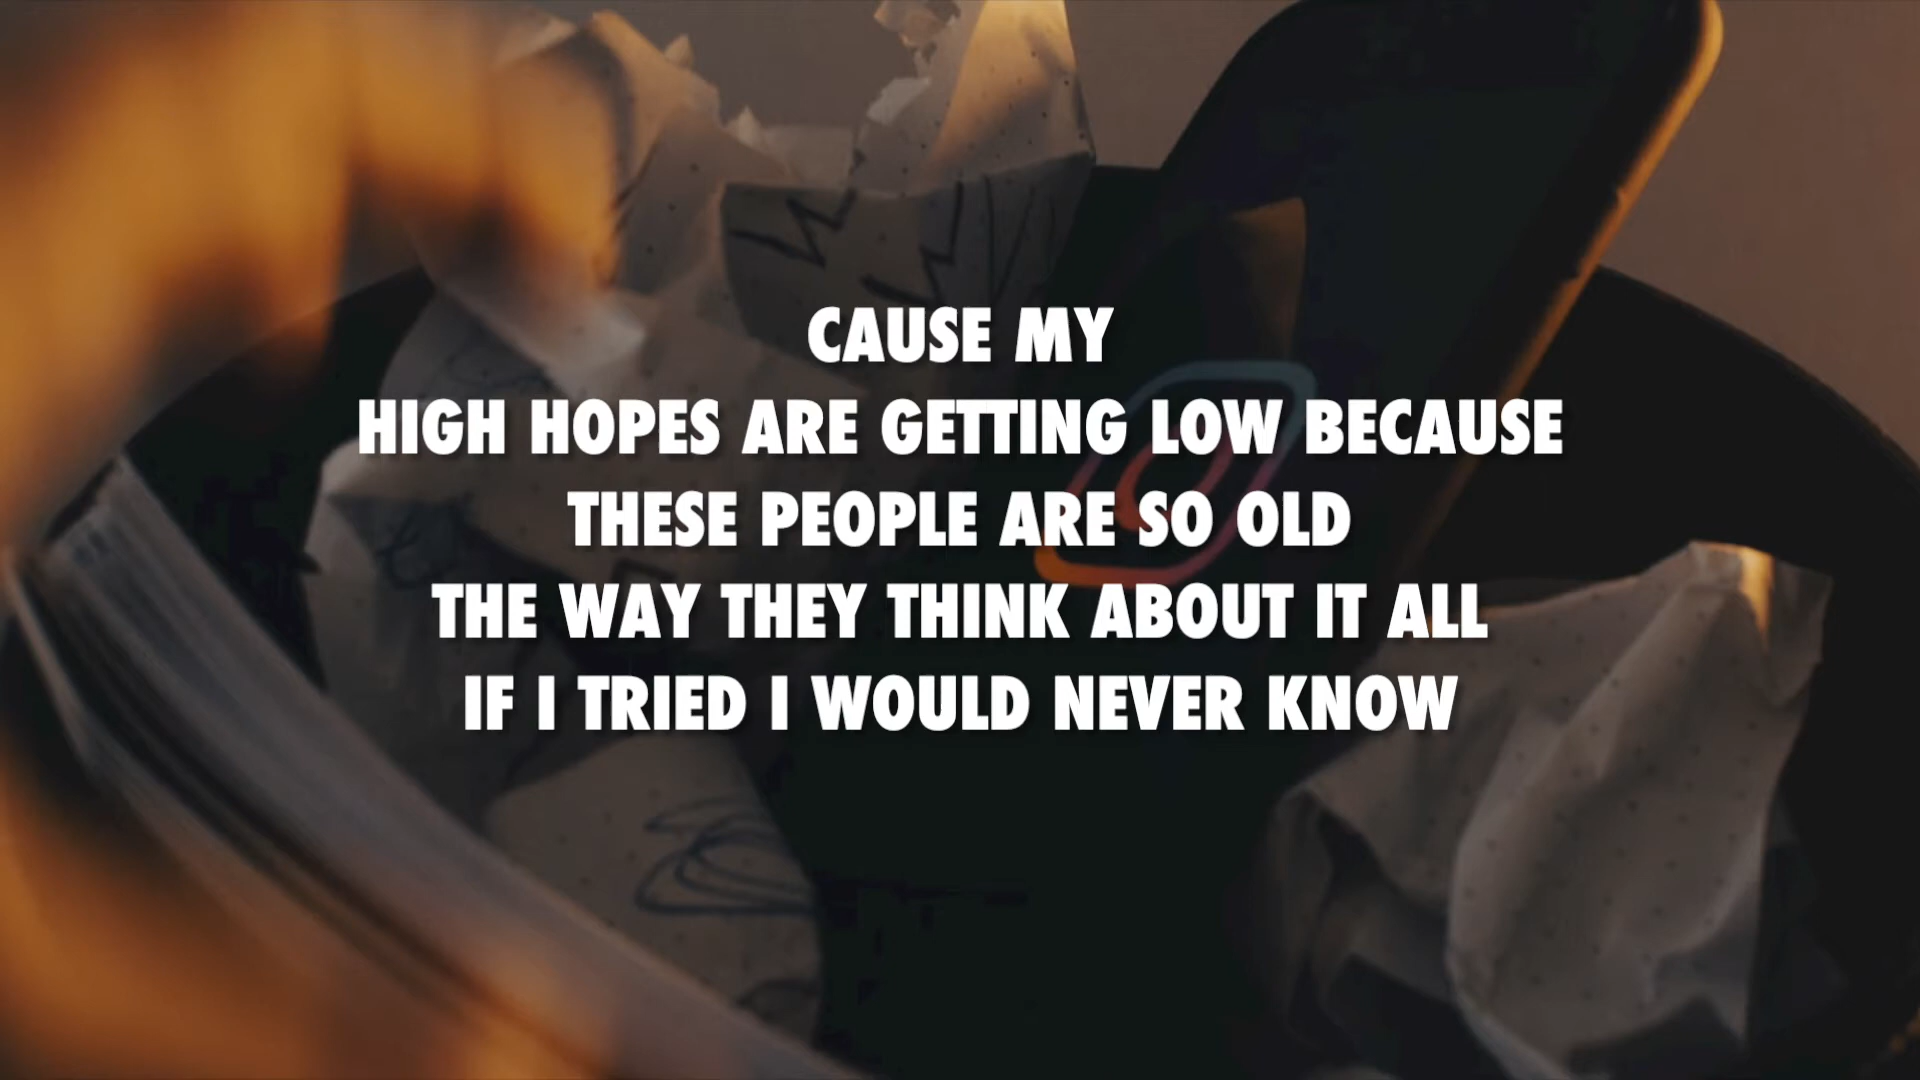 CAUSE MY
HIGH HOPES ARE GETTING LOW BECAUSE
THESE PEOPLE ARE SO OLD
THE WAY THEY THINK ABOUT IT ALL
IF I TRIED I WOULD NEVER KNOW